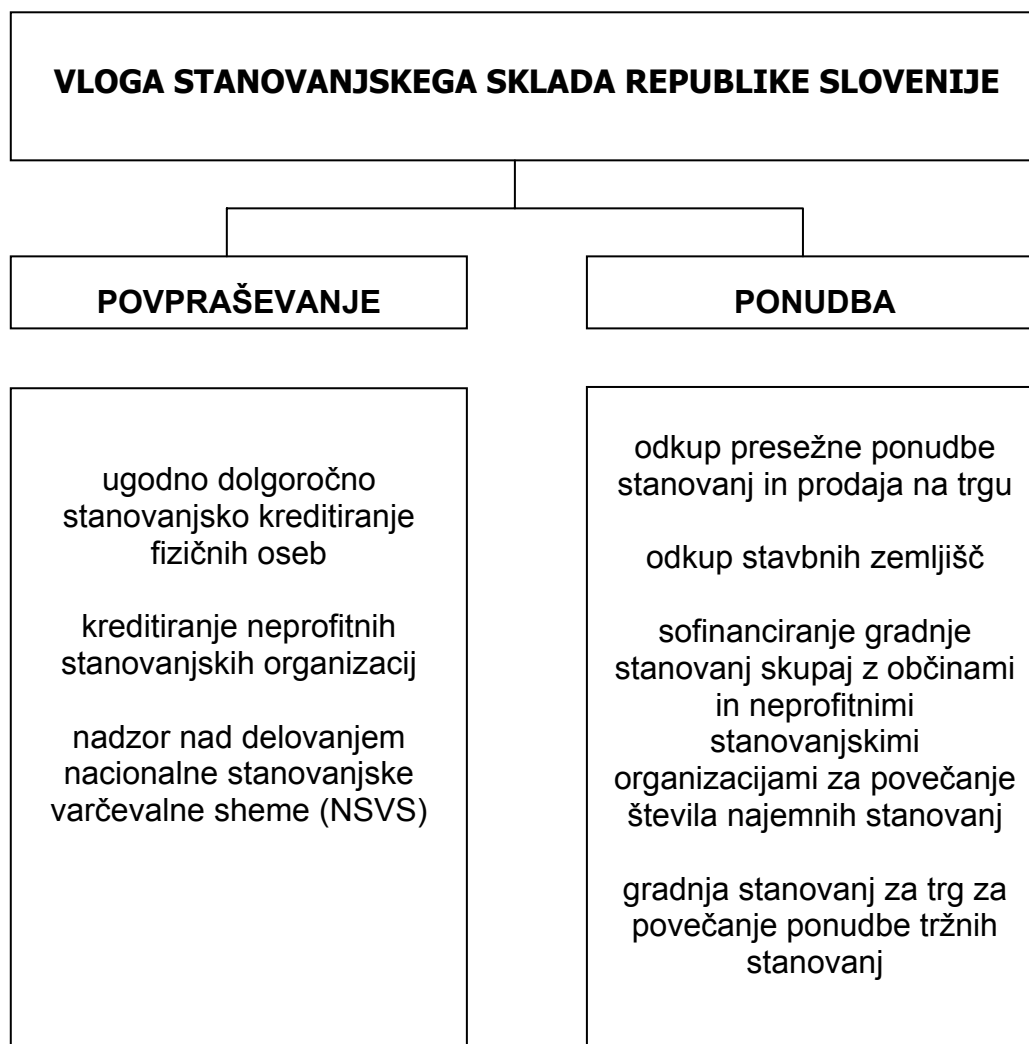 VLOGA STANOVANJSKEGA SKLADA REPUBLIKE SLOVENIJE
POVPRAŠEVANJE
ugodno dolgoročno
stanovanjsko kreditiranje
fizičnih oseb
kreditiranje neprofitnih
stanovanjskih organizacij
nadzor nad delovanjem
nacionalne stanovanjske
varčevalne sheme (NSVS)
PONUDBA
odkup presežne ponudbe
stanovanj in prodaja na trgu
odkup stavbnih zemljišč
sofinanciranje gradnje
stanovanj skupaj z občinami
in neprofitnimi
stanovanjskimi
organizacijami za povečanje
števila najemnih stanovanj
gradnja stanovanj za trg za
povečanje ponudbe tržnih
stanovanj